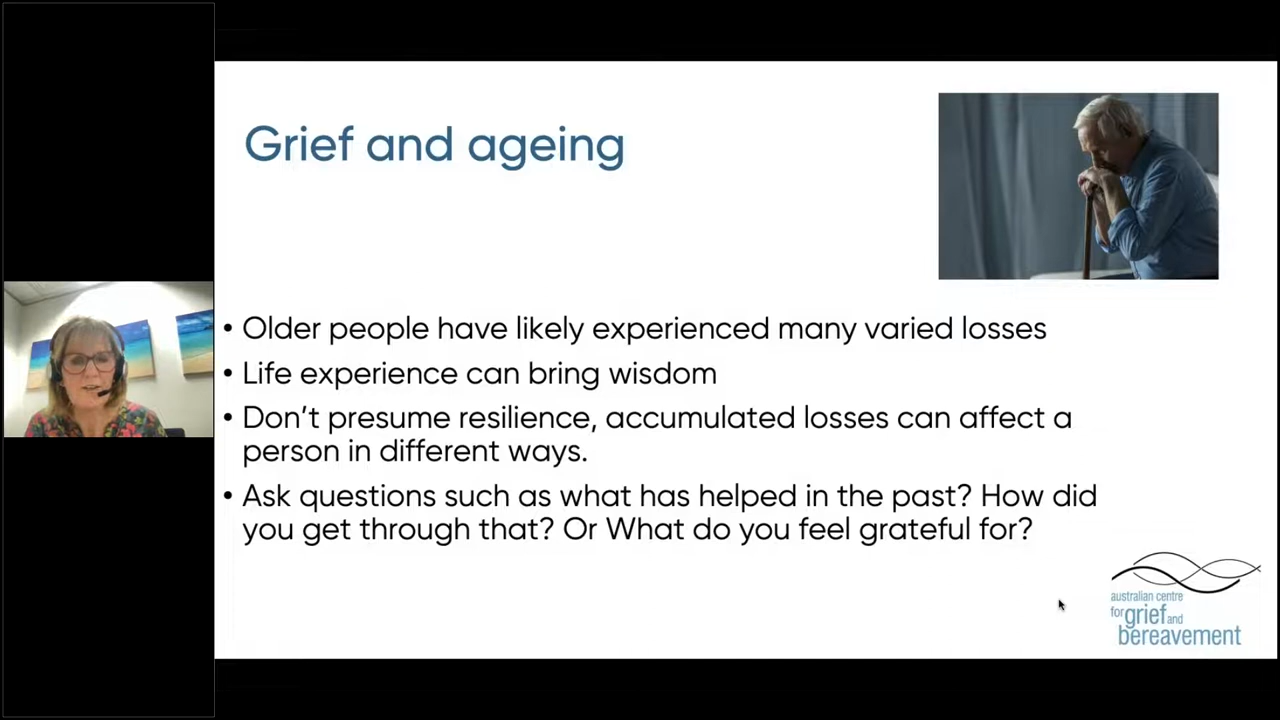 Grief and ageing
• Older people have likely experienced many varied losses
• Life experience can bring wisdom
• Don’t presume resilience, accumulated losses can affect a
person in different ways.
• Ask questions such as what has helped in the past? How did
you get through that? Or What do you feel grateful for?
australian centre
for grief and
bereavement